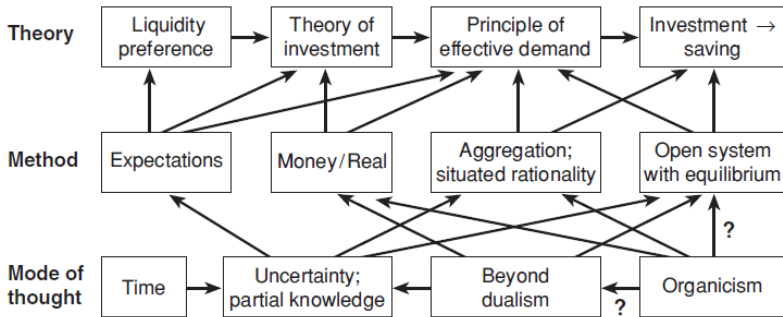 Theory
Liquidity
preference
Theory of
investment
Principle of
effective demand
Investment →
saving
Method
Expectations
Money/Real
Aggregation;
situated rationality
Open system
with equilibrium
?
Mode of
thought
Time
Uncertainty;
partial knowledge
Beyond
dualism
?
Organicism